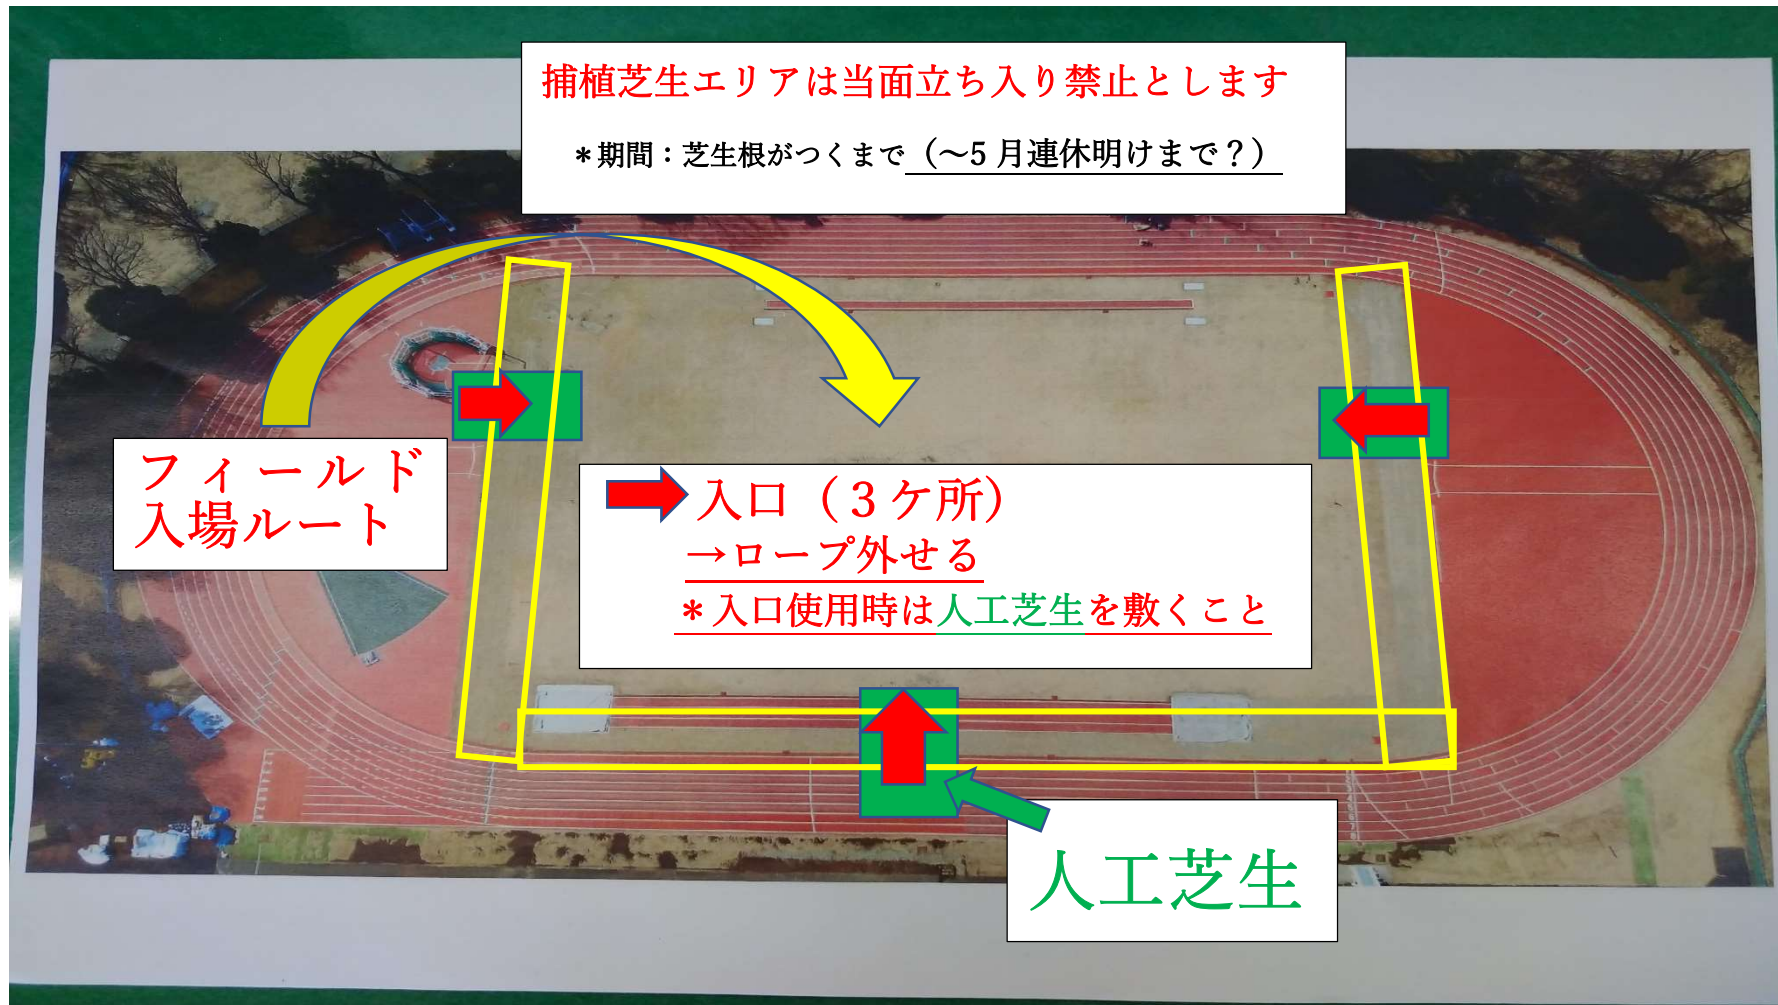 捕植芝生エリアは当面立ち入り禁止とします
＊期間：芝生根がつくまで（～5月連休明けまで？）
フィールド
入場ルート
入口（３ケ所）
→ロープ外せる
＊入口使用時は人工芝生を敷くこと
人工芝生